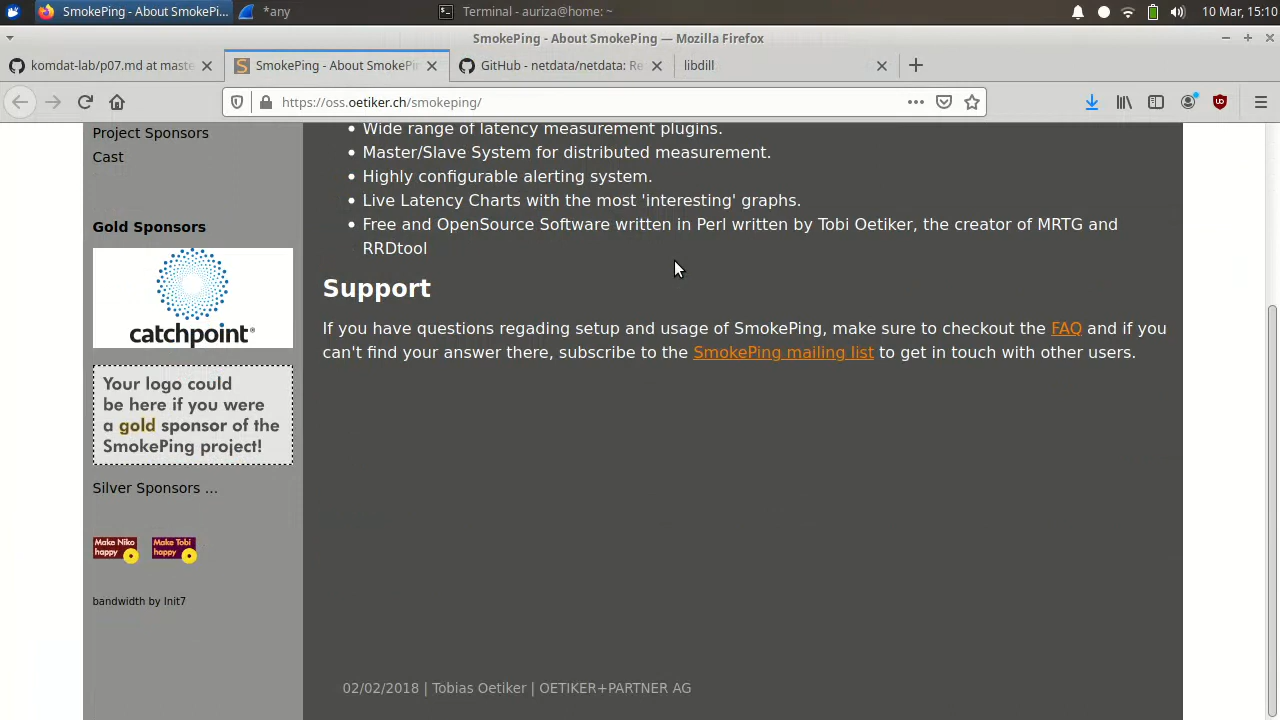 SmokePing - About SmokePi...
*any
Terminal - auriza@home: ~
10 Mar, 15:10
SmokePing - About SmokePing — Mozilla Firefox
komdat-lab/p07.md at maste
SmokePing - About SmokePin
GitHub - netdata/netdata: Re
libdill
https://oss.oetiker.ch/smokeping/
Project Sponsors
Cast
Gold Sponsors
catchpoint
Your logo could
be here if you were
a gold sponsor of the
SmokePing project!
Silver Sponsors ...
Make Niko
happy
Make Tobi
happy
bandwidth by Init7
Wide range of latency measurement plugins.
Master/Slave System for distributed measurement.
Highly configurable alerting system.
Live Latency Charts with the most 'interesting' graphs.
Free and OpenSource Software written in Perl written by Tobi Oetiker, the creator of MRTG and
RRDtool
Support
If you have questions regading setup and usage of SmokePing, make sure to checkout the FAQ and if you
can't find your answer there, subscribe to the SmokePing mailing list to get in touch with other users.
02/02/2018 | Tobias Oetiker | OETIKER+PARTNER AG